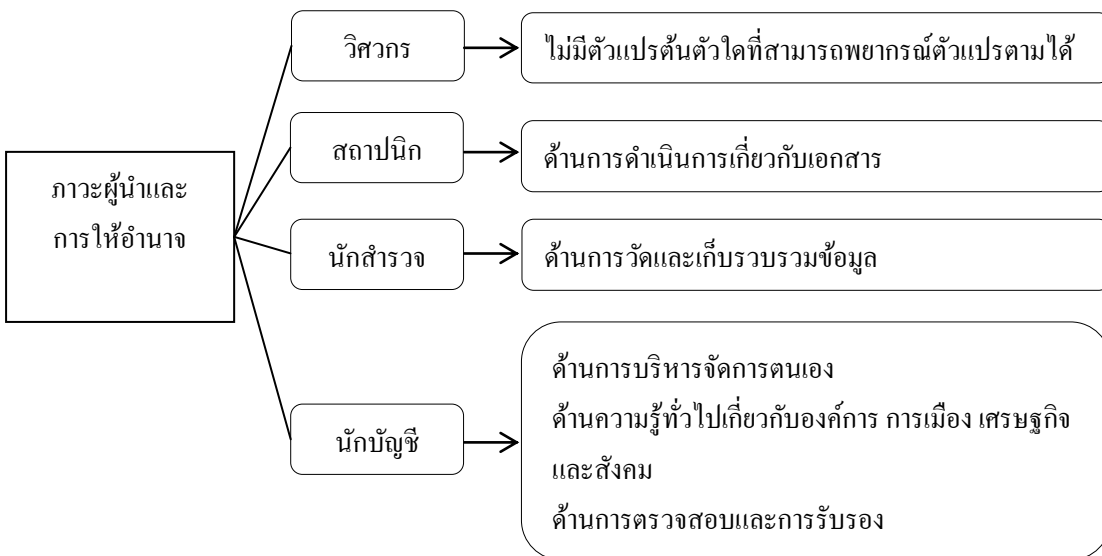 ภาวะผู้นำและ
การให้อำนาจ
วิศวกร
ไม่มีตัวแปรต้นตัวใดที่สามารถพยากรณ์ตัวแปรตามได้
สถาปนิก
ด้านการดำเนินการเกี่ยวกับเอกสาร
นักสำรวจ
ด้านการวัดและเก็บรวบรวมข้อมูล
นักบัญชี
ด้านการบริหารจัดการตนเอง
ด้านความรู้ทั่วไปเกี่ยวกับองค์การ การเมือง เศรษฐกิจ
และสังคม
ด้านการตรวจสอบและการรับรอง